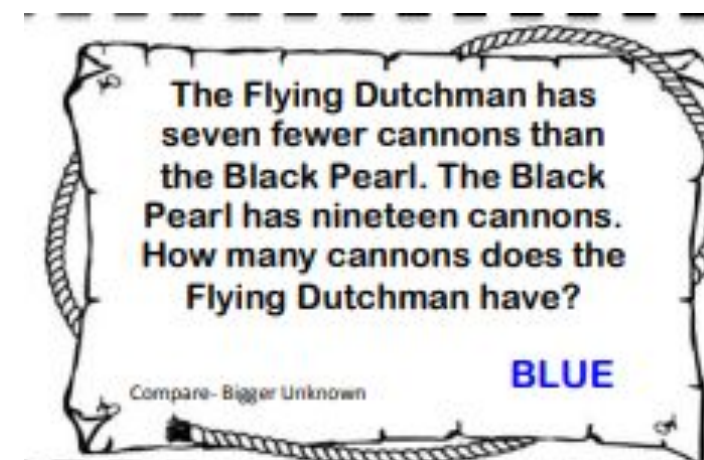 The Flying Dutchman has
seven fewer cannons than
the Black Pearl. The Black
Pearl has nineteen cannons.
How many cannons does the
Flying Dutchman have?
BLUE
Compare- Bigger Unknown